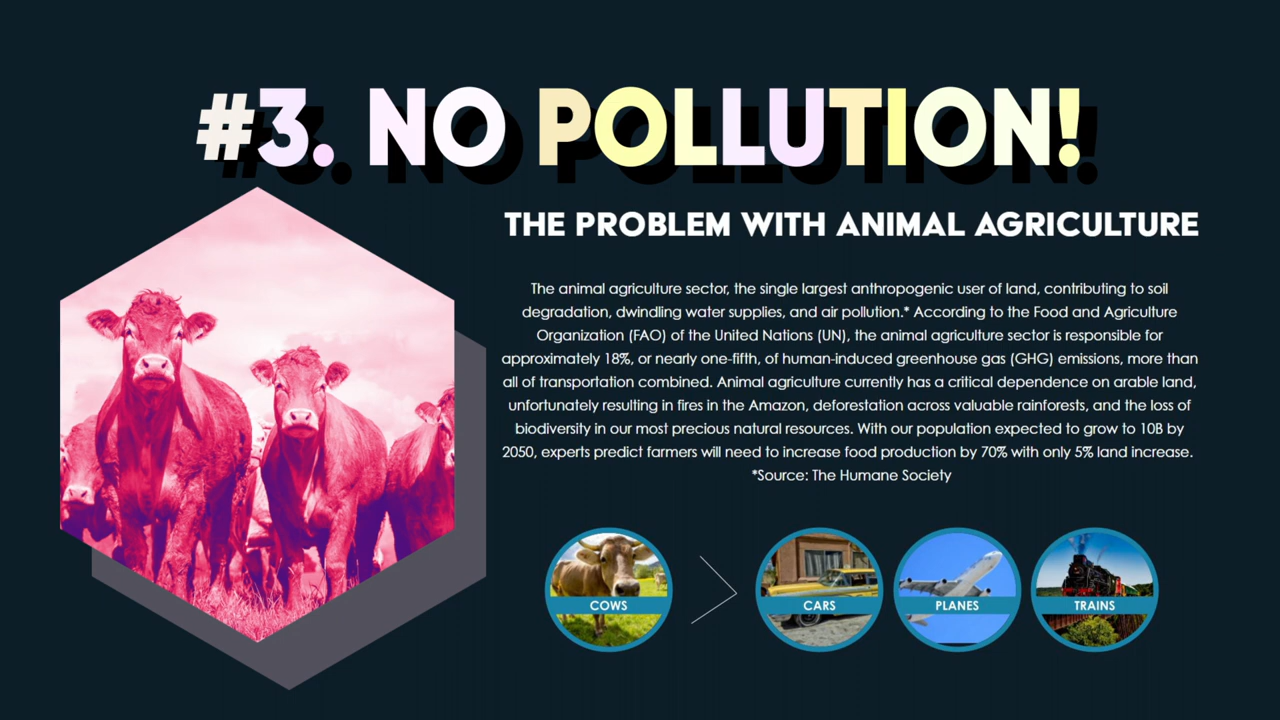 #3. NO POLLUTION!
THE PROBLEM WITH ANIMAL AGRICULTURE
The animal agriculture sector, the single largest anthropogenic user of land, contributing to soil
degradation, dwindling water supplies, and air pollution.* According to the Food and Agriculture
Organization (FAO) of the United Nations (UN), the animal agriculture sector is responsible for
approximately 18%, or nearly one-fifth, of human-induced greenhouse gas (GHG) emissions, more than
all of transportation combined. Animal agriculture currently has a critical dependence on arable land,
unfortunately resulting in fires in the Amazon, deforestation across valuable rainforests, and the loss of
biodiversity in our most precious natural resources. With our population expected to grow to 10B by
2050, experts predict farmers will need to increase food production by 70% with only 5% land increase.
*Source: The Humane Society
COWS
CARS
PLANES
TRAINS